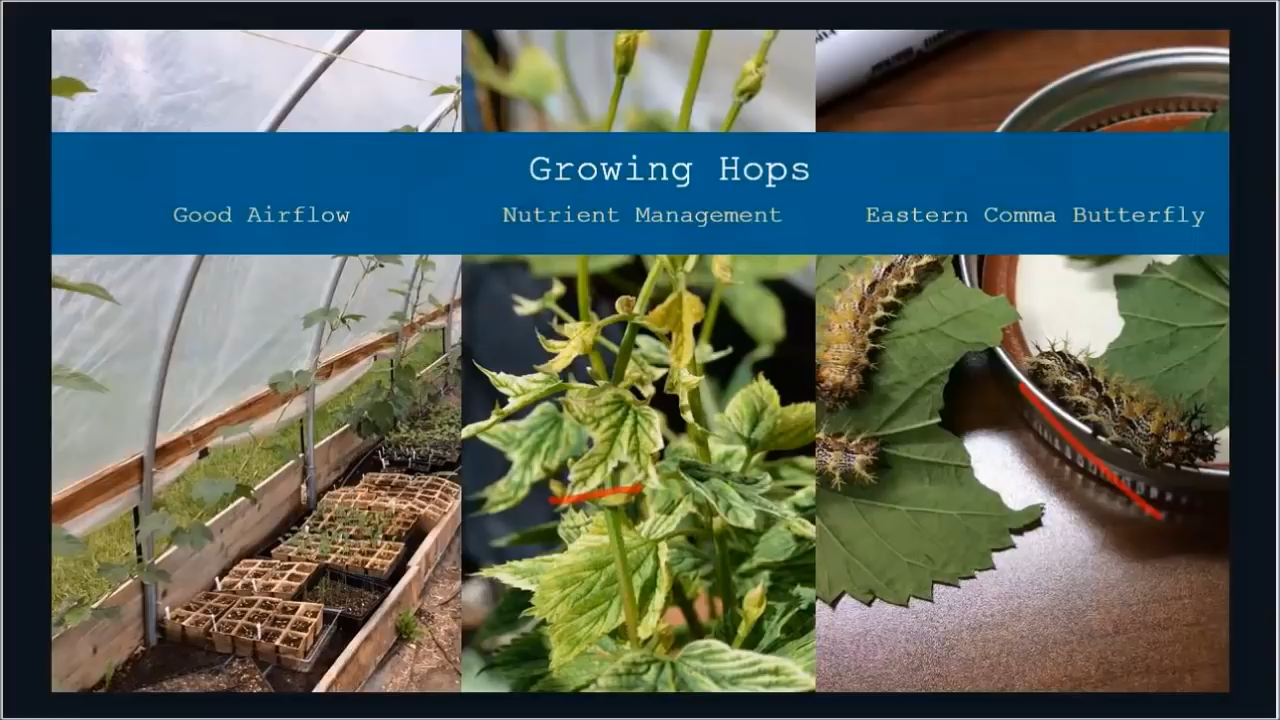 Growing Hops
Good Airflow
Nutrient Management
Eastern Comma Butterfly